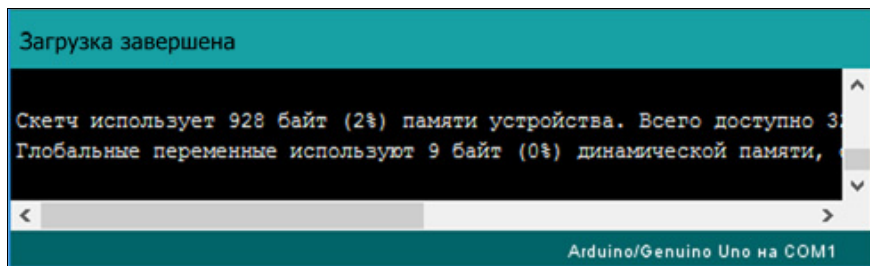 Загрузка завершена
Скетч использует 928 байт (2%) памяти устройства. Всего доступно
Глобальные переменные используют 9 байт (0%) динамической памяти,
Arduino/Genuino Uno на COM1